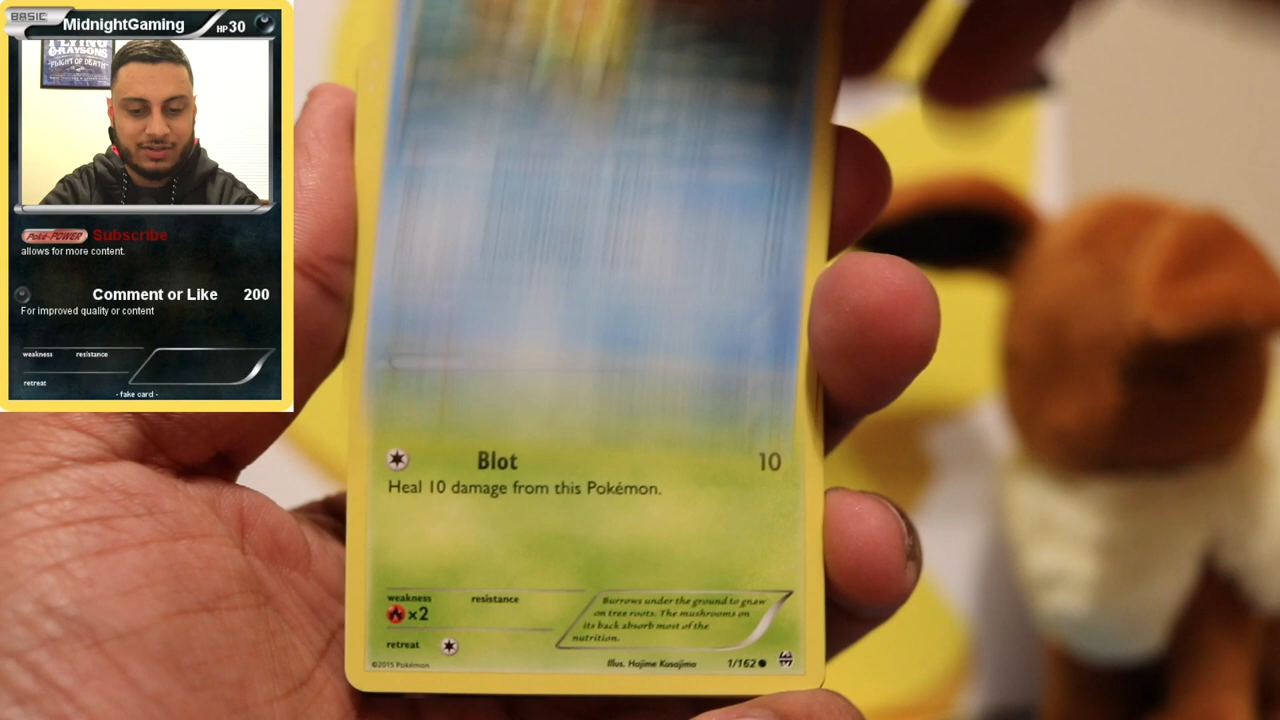 BASIC MidnightGaming HP 30
FLYING
GRAYSONS
"PLIGHT OF DEATH"
Poké-POWER Subscribe
allows for more content.
Comment or Like 200
For improved quality or content
weakness resistance
retreat
- fake card -
Blot 10
Heal 10 damage from this Pokémon.
weakness resistance
×2
Burrows under the ground to gnaw
on tree roots. The mushrooms on
its back absorb most of the
nutrition.
retreat
©2015 Pokémon Illus. Hajime Kusajima 1/162